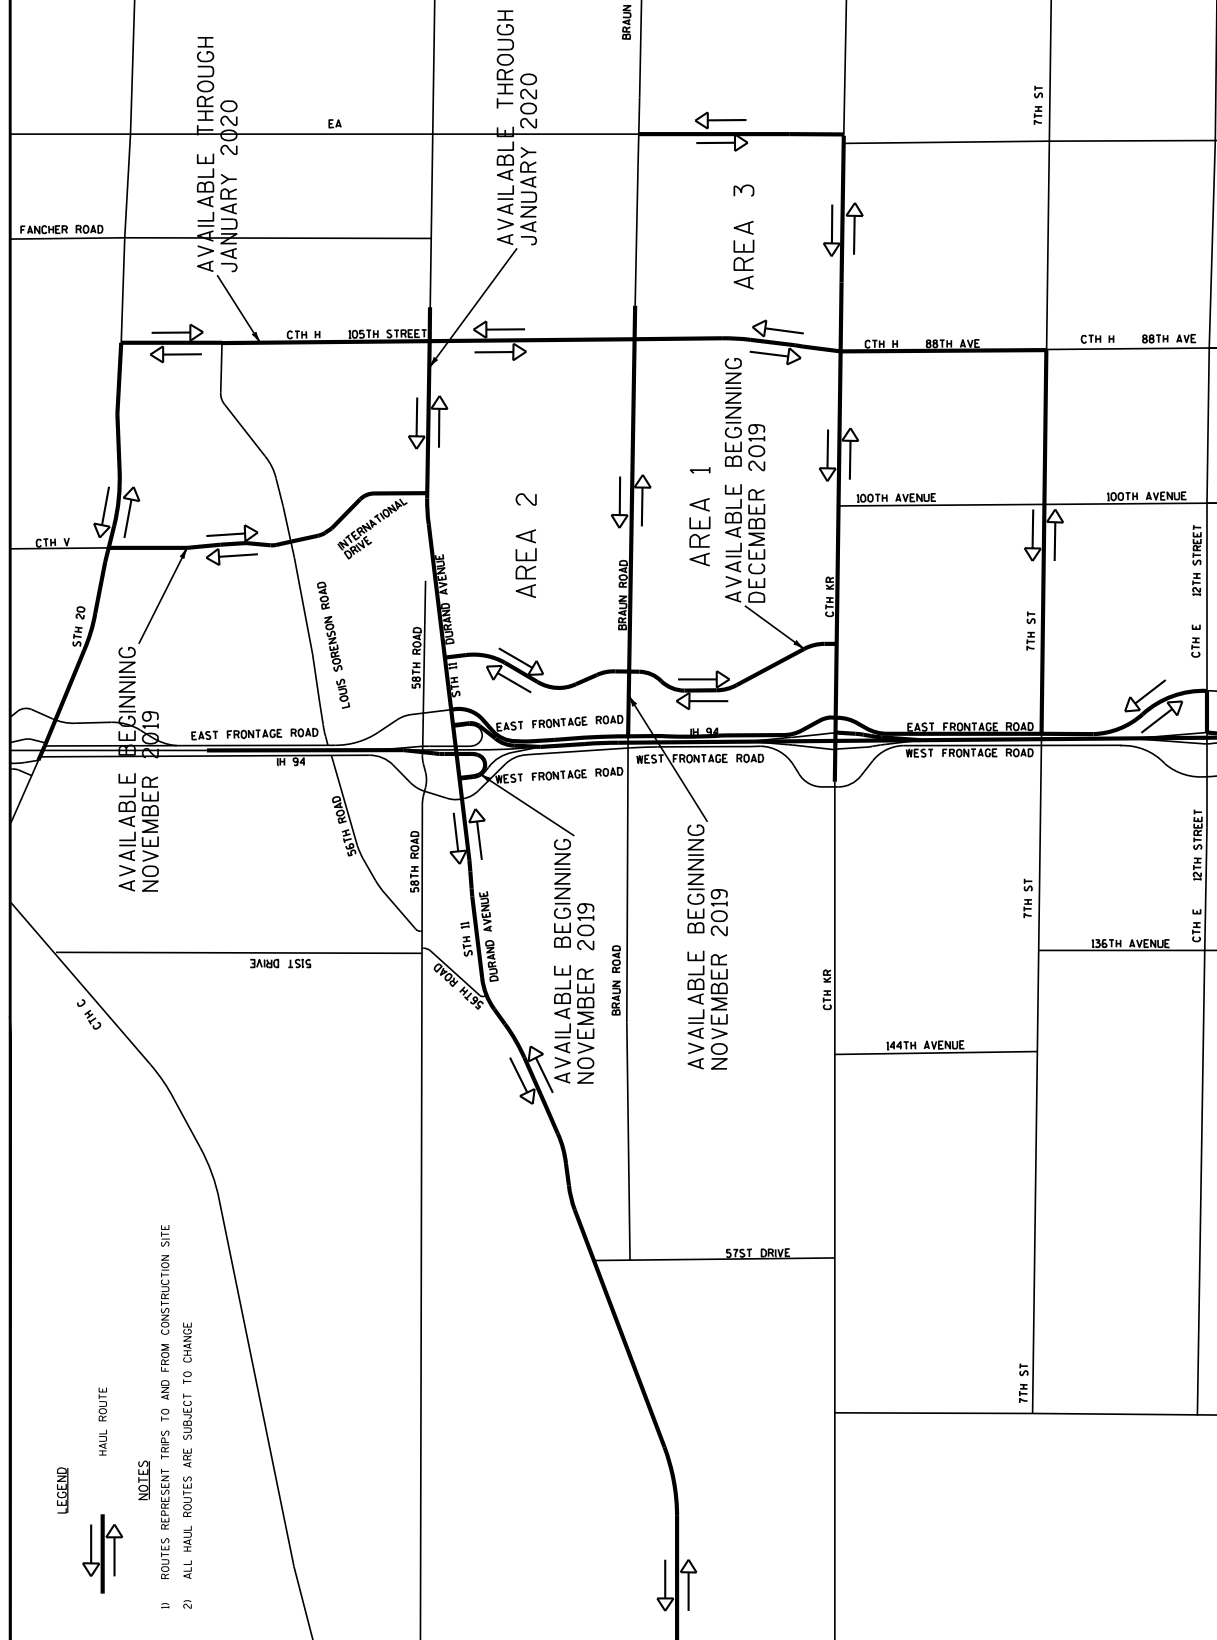 BRAUN
7TH ST
EA
AVAILABLE THROUGH
JANUARY 2020
AVAILABLE THROUGH
JANUARY 2020
FANCHER ROAD
AREA 3
CTH H 105TH STREET
CTH H 88TH AVE
CTH H 88TH AVE
100TH AVENUE
100TH AVENUE
AREA 2
AREA 1
AVAILABLE BEGINNING
DECEMBER 2019
CTH V
INTERNATIONAL
DRIVE
STH 20
LOUIS SORENSON ROAD
58TH ROAD
DURAND AVENUE
STH 11
BRAUN ROAD
CTH KR
7TH ST
12TH STREET
CTH E
AVAILABLE BEGINNING
NOVEMBER 2019
EAST FRONTAGE ROAD
IH 94
EAST FRONTAGE ROAD
WEST FRONTAGE ROAD
IH 94
WEST FRONTAGE ROAD
EAST FRONTAGE ROAD
WEST FRONTAGE ROAD
56TH ROAD
58TH ROAD
STH 11
DURAND AVENUE
AVAILABLE BEGINNING
NOVEMBER 2019
BRAUN ROAD
AVAILABLE BEGINNING
NOVEMBER 2019
CTH KR
7TH ST
12TH STREET
CTH E
136TH AVENUE
51ST DRIVE
56TH ROAD
CTH C
144TH AVENUE
57ST DRIVE
7TH ST
LEGEND
HAUL ROUTE
NOTES
1) ROUTES REPRESENT TRIPS TO AND FROM CONSTRUCTION SITE
2) ALL HAUL ROUTES ARE SUBJECT TO CHANGE